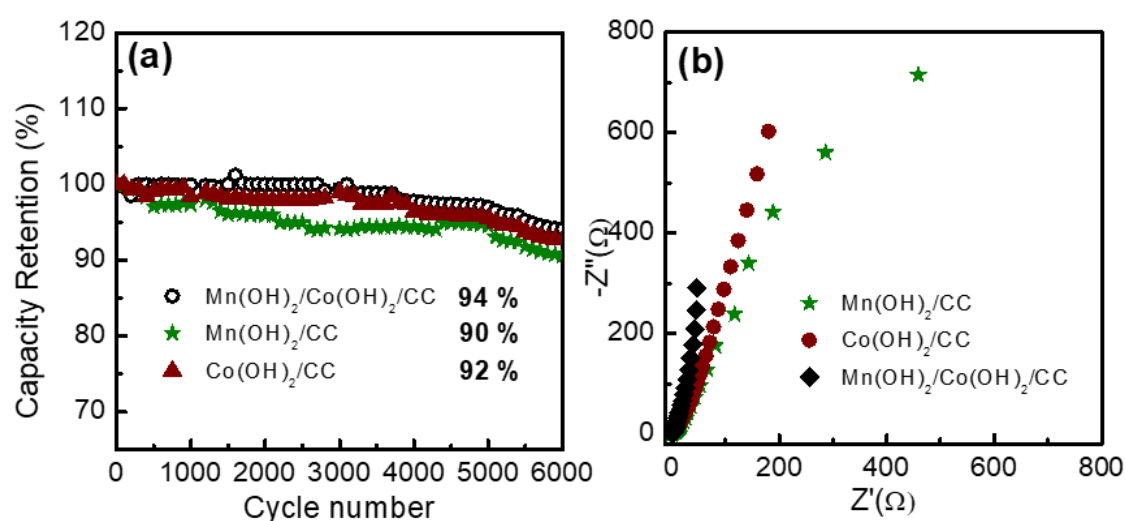 (a)
120
110
100
90
80
70
Capacity Retention (%)
Mn(OH)₂/Co(OH)₂/CC 94 %
Mn(OH)₂/CC 90 %
Co(OH)₂/CC 92 %
0 1000 2000 3000 4000 5000 6000
Cycle number
(b)
800
600
400
200
0
-Z"(Ω)
Mn(OH)₂/CC
Co(OH)₂/CC
Mn(OH)₂/Co(OH)₂/CC
0 200 400 600 800
Z'(Ω)